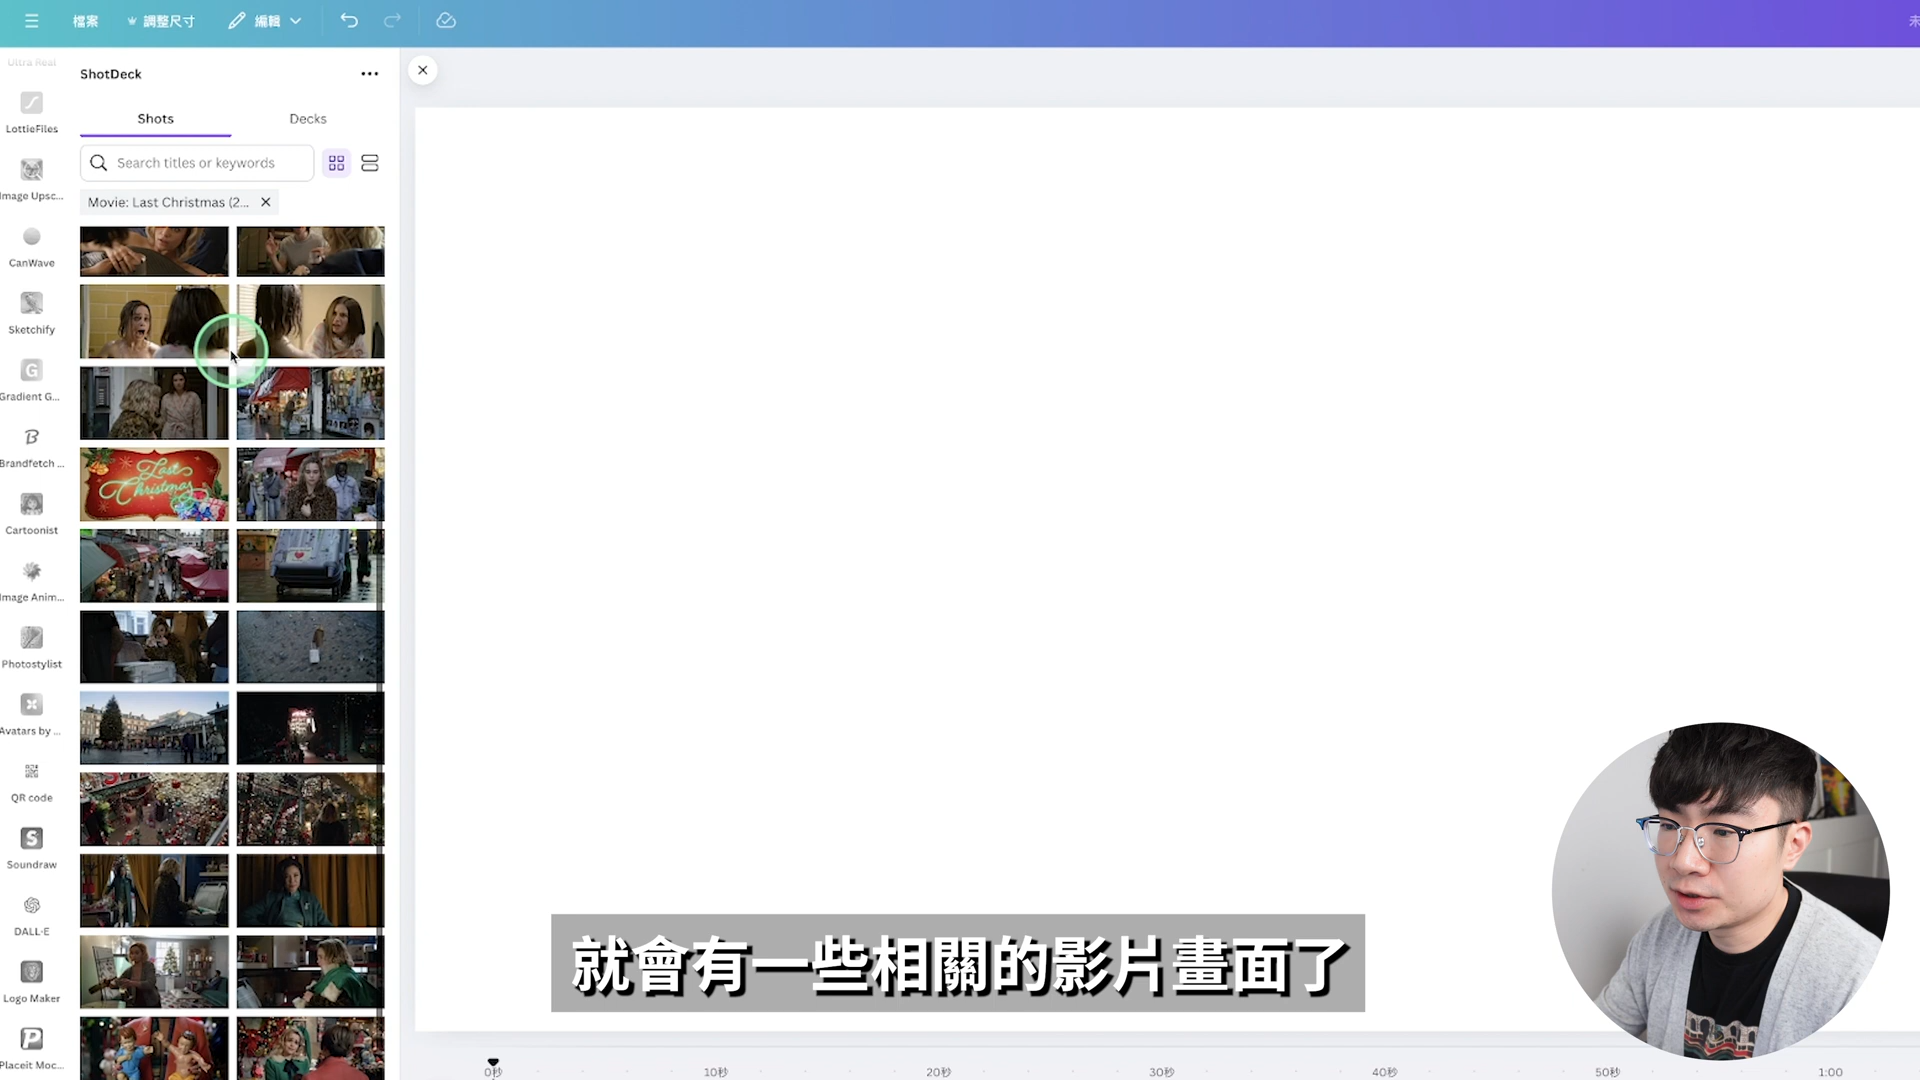 檔案
調整尺寸
編輯
未
Ultra Real
LottieFiles
Image Upsc...
CanWave
Sketchify
G
Gradient G...
B
Brandfetch ...
Cartoonist
Image Anim...
Photostylist
Avatars by ...
QR code
S
Soundraw
DALL·E
Logo Maker
P
Placeit Moc...
ShotDeck
Shots
Decks
Search titles or keywords
Movie: Last Christmas (2...
Last
Christmas
就會有一些相關的影片畫面了
0秒
10秒
20秒
30秒
40秒
50秒
1:00